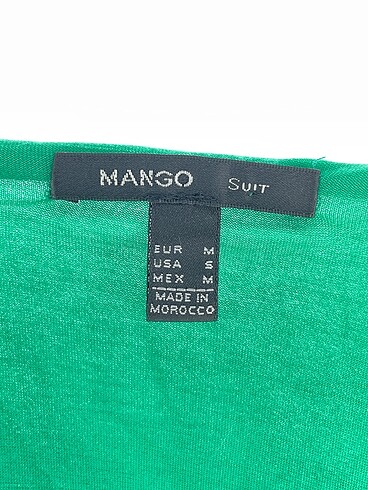 MANGO SUIT
EUR M
USA S
MEX M
MADE IN
MOROCCO